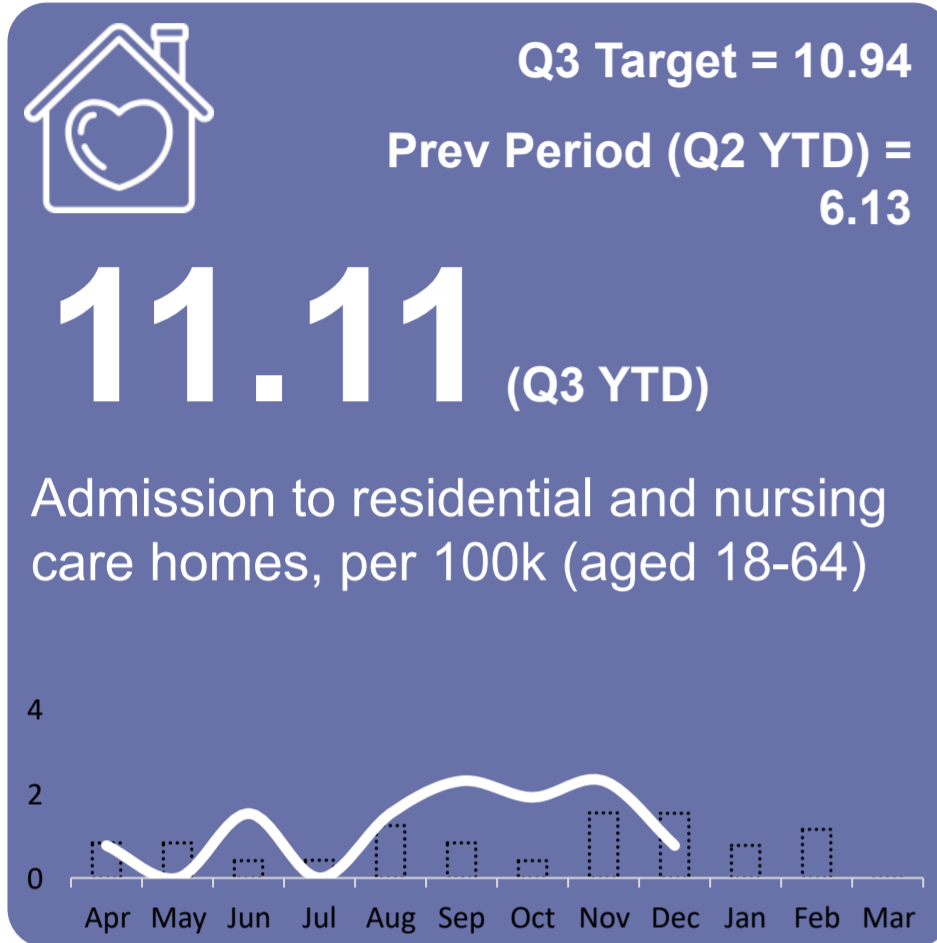 Q3 Target = 10.94
Prev Period (Q2 YTD) =
6.13
11.11 (Q3 YTD)
Admission to residential and nursing
care homes, per 100k (aged 18-64)
4
2
0
Apr May Jun Jul Aug Sep Oct Nov Dec Jan Feb Mar